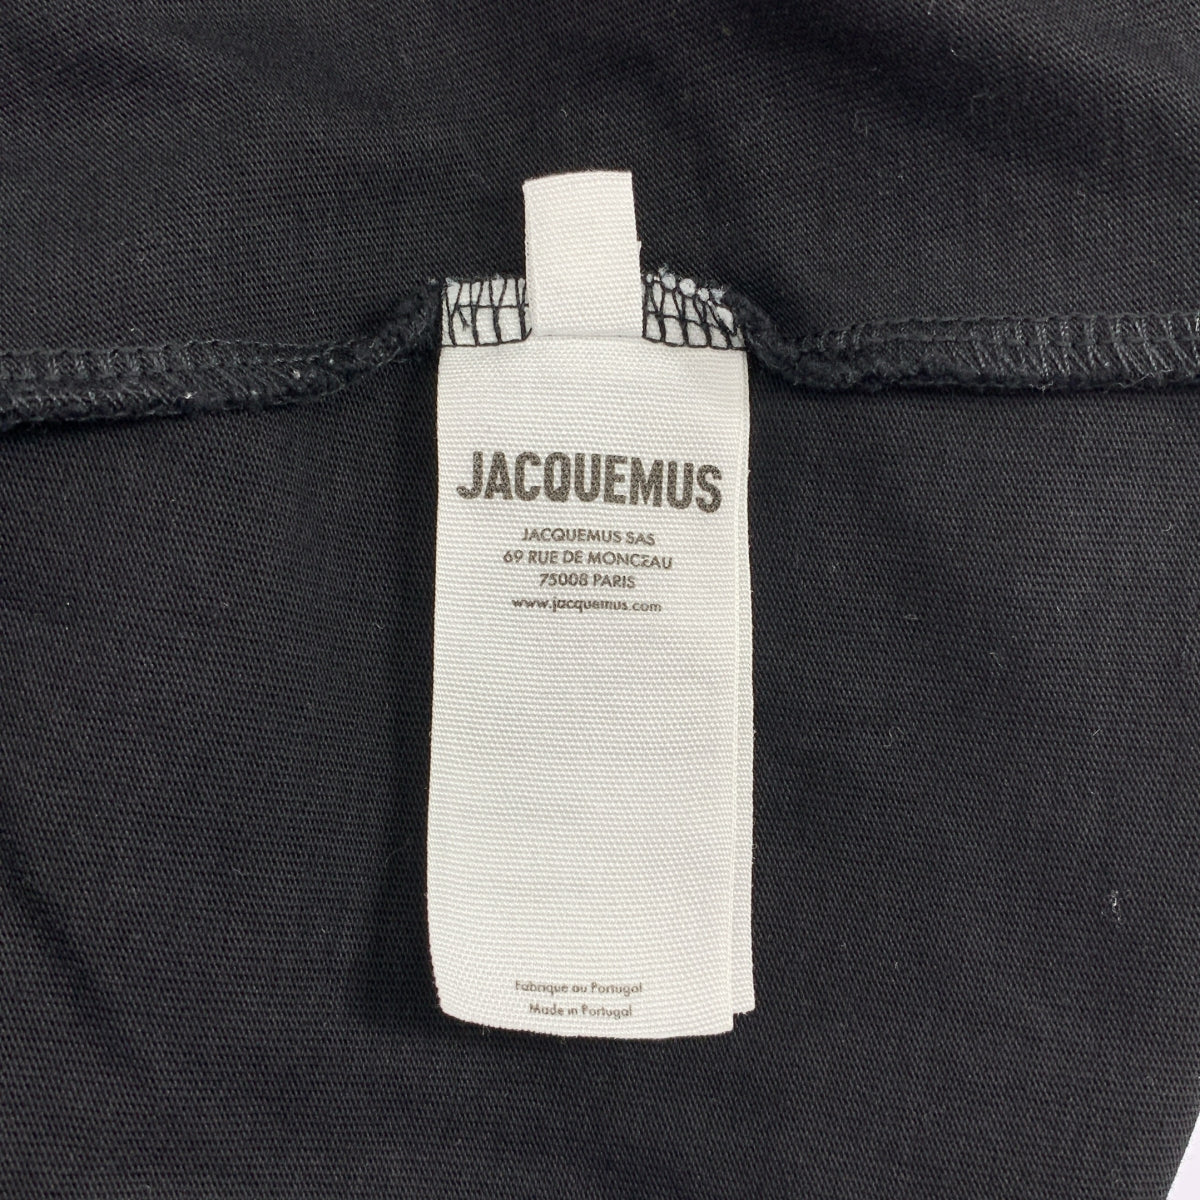 JACQUEMUS
JACQUEMUS SAS
69 RUE DE MONCEAU
75008 PARIS
www.jacquemus.com
Fabrique au Portugal
Made in Portugal